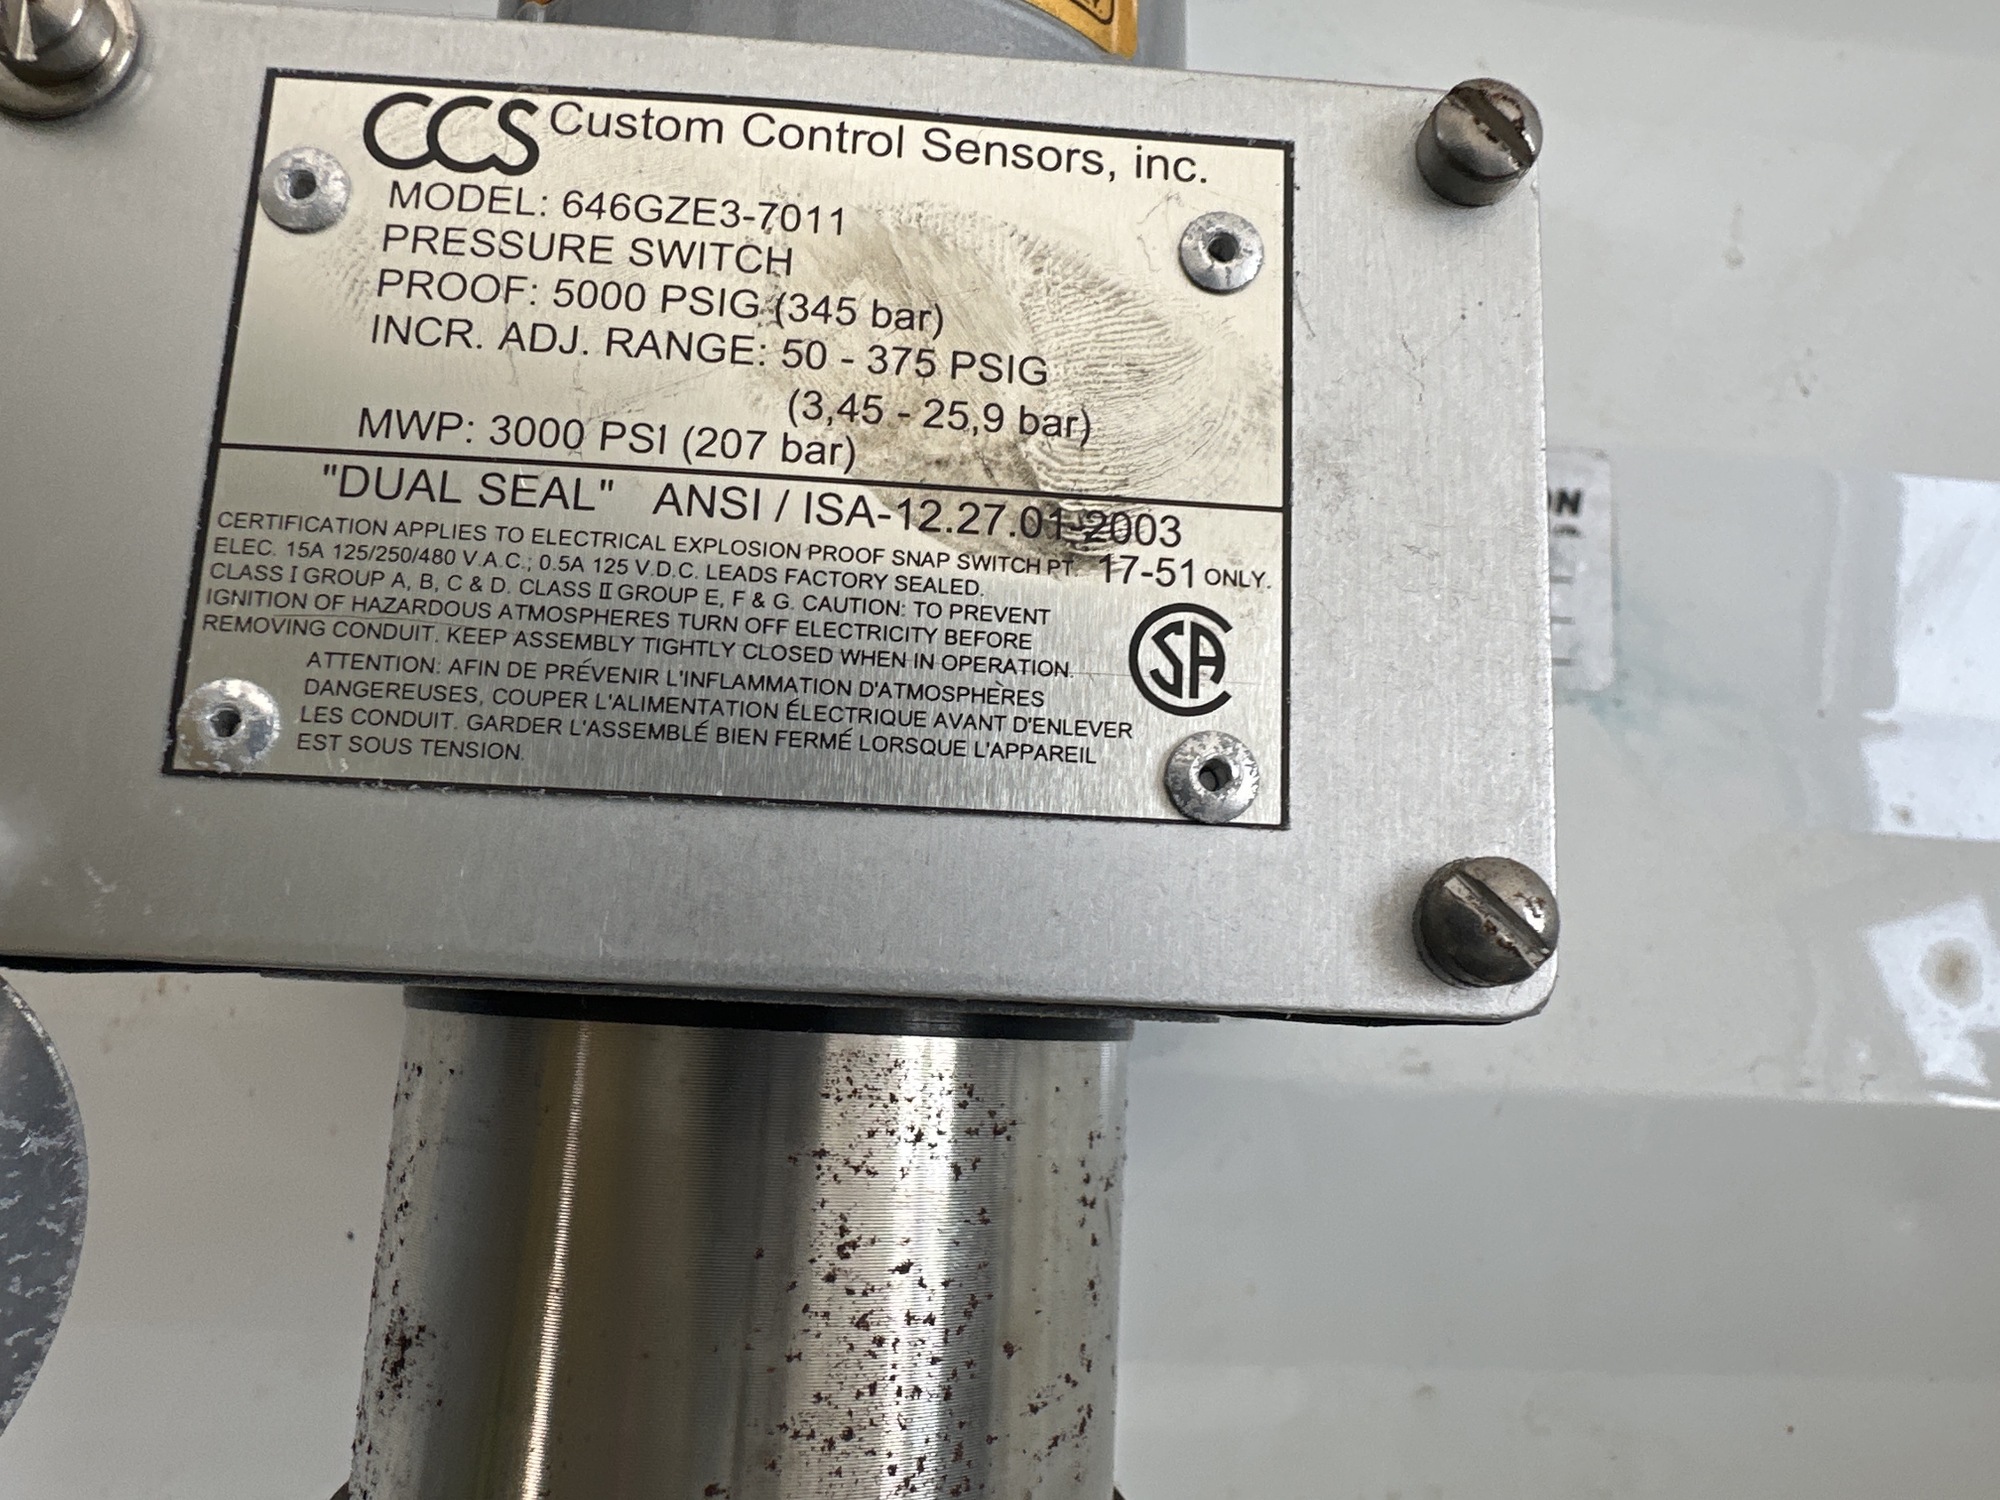 CCS Custom Control Sensors, inc.
MODEL: 646GZE3-7011
PRESSURE SWITCH
PROOF: 5000 PSIG (345 bar)
INCR. ADJ. RANGE: 50 - 375 PSIG
(3,45 - 25,9 bar)
MWP: 3000 PSI (207 bar)
"DUAL SEAL" ANSI / ISA-12.27.01-2003
CERTIFICATION APPLIES TO ELECTRICAL EXPLOSION PROOF SNAP SWITCH PT. 17-51 ONLY.
ELEC. 15A 125/250/480 V.A.C.; 0.5A 125 V.D.C. LEADS FACTORY SEALED.
CLASS I GROUP A, B, C & D. CLASS II GROUP E, F & G. CAUTION: TO PREVENT
IGNITION OF HAZARDOUS ATMOSPHERES TURN OFF ELECTRICITY BEFORE
REMOVING CONDUIT. KEEP ASSEMBLY TIGHTLY CLOSED WHEN IN OPERATION.
ATTENTION: AFIN DE PRÉVENIR L'INFLAMMATION D'ATMOSPHÈRES
DANGEREUSES, COUPER L'ALIMENTATION ÉLECTRIQUE AVANT D'ENLEVER
LES CONDUIT. GARDER L'ASSEMBLÉ BIEN FERMÉ LORSQUE L'APPAREIL
EST SOUS TENSION.
SA
ON